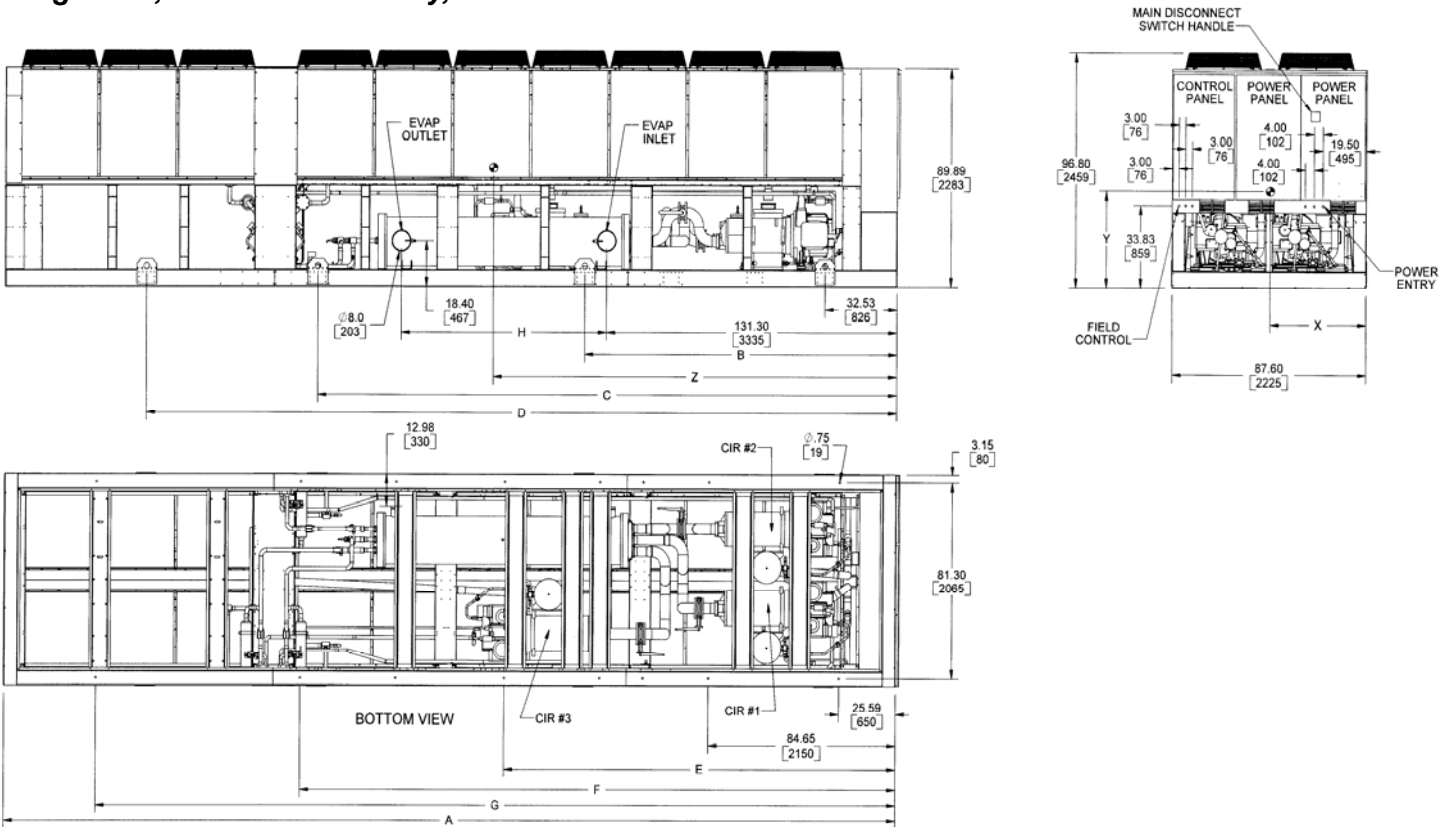 EVAP
OUTLET
EVAP
INLET
89.89
[2283]
18.40
[467]
Ø8.0
[203]
H
131.30
[3335]
32.53
[826]
B
Z
C
D
MAIN DISCONNECT
SWITCH HANDLE
CONTROL
PANEL
POWER
PANEL
POWER
PANEL
3.00
[76]
3.00
[76]
3.00
[76]
4.00
[102]
4.00
[102]
19.50
[495]
96.80
[2459]
Y
33.83
[859]
POWER
ENTRY
FIELD
CONTROL
X
87.60
[2225]
12.98
[330]
CIR #2
Ø.75
[19]
3.15
[80]
81.30
[2065]
BOTTOM VIEW
CIR #3
CIR #1
25.59
[650]
84.65
[2150]
E
F
G
A